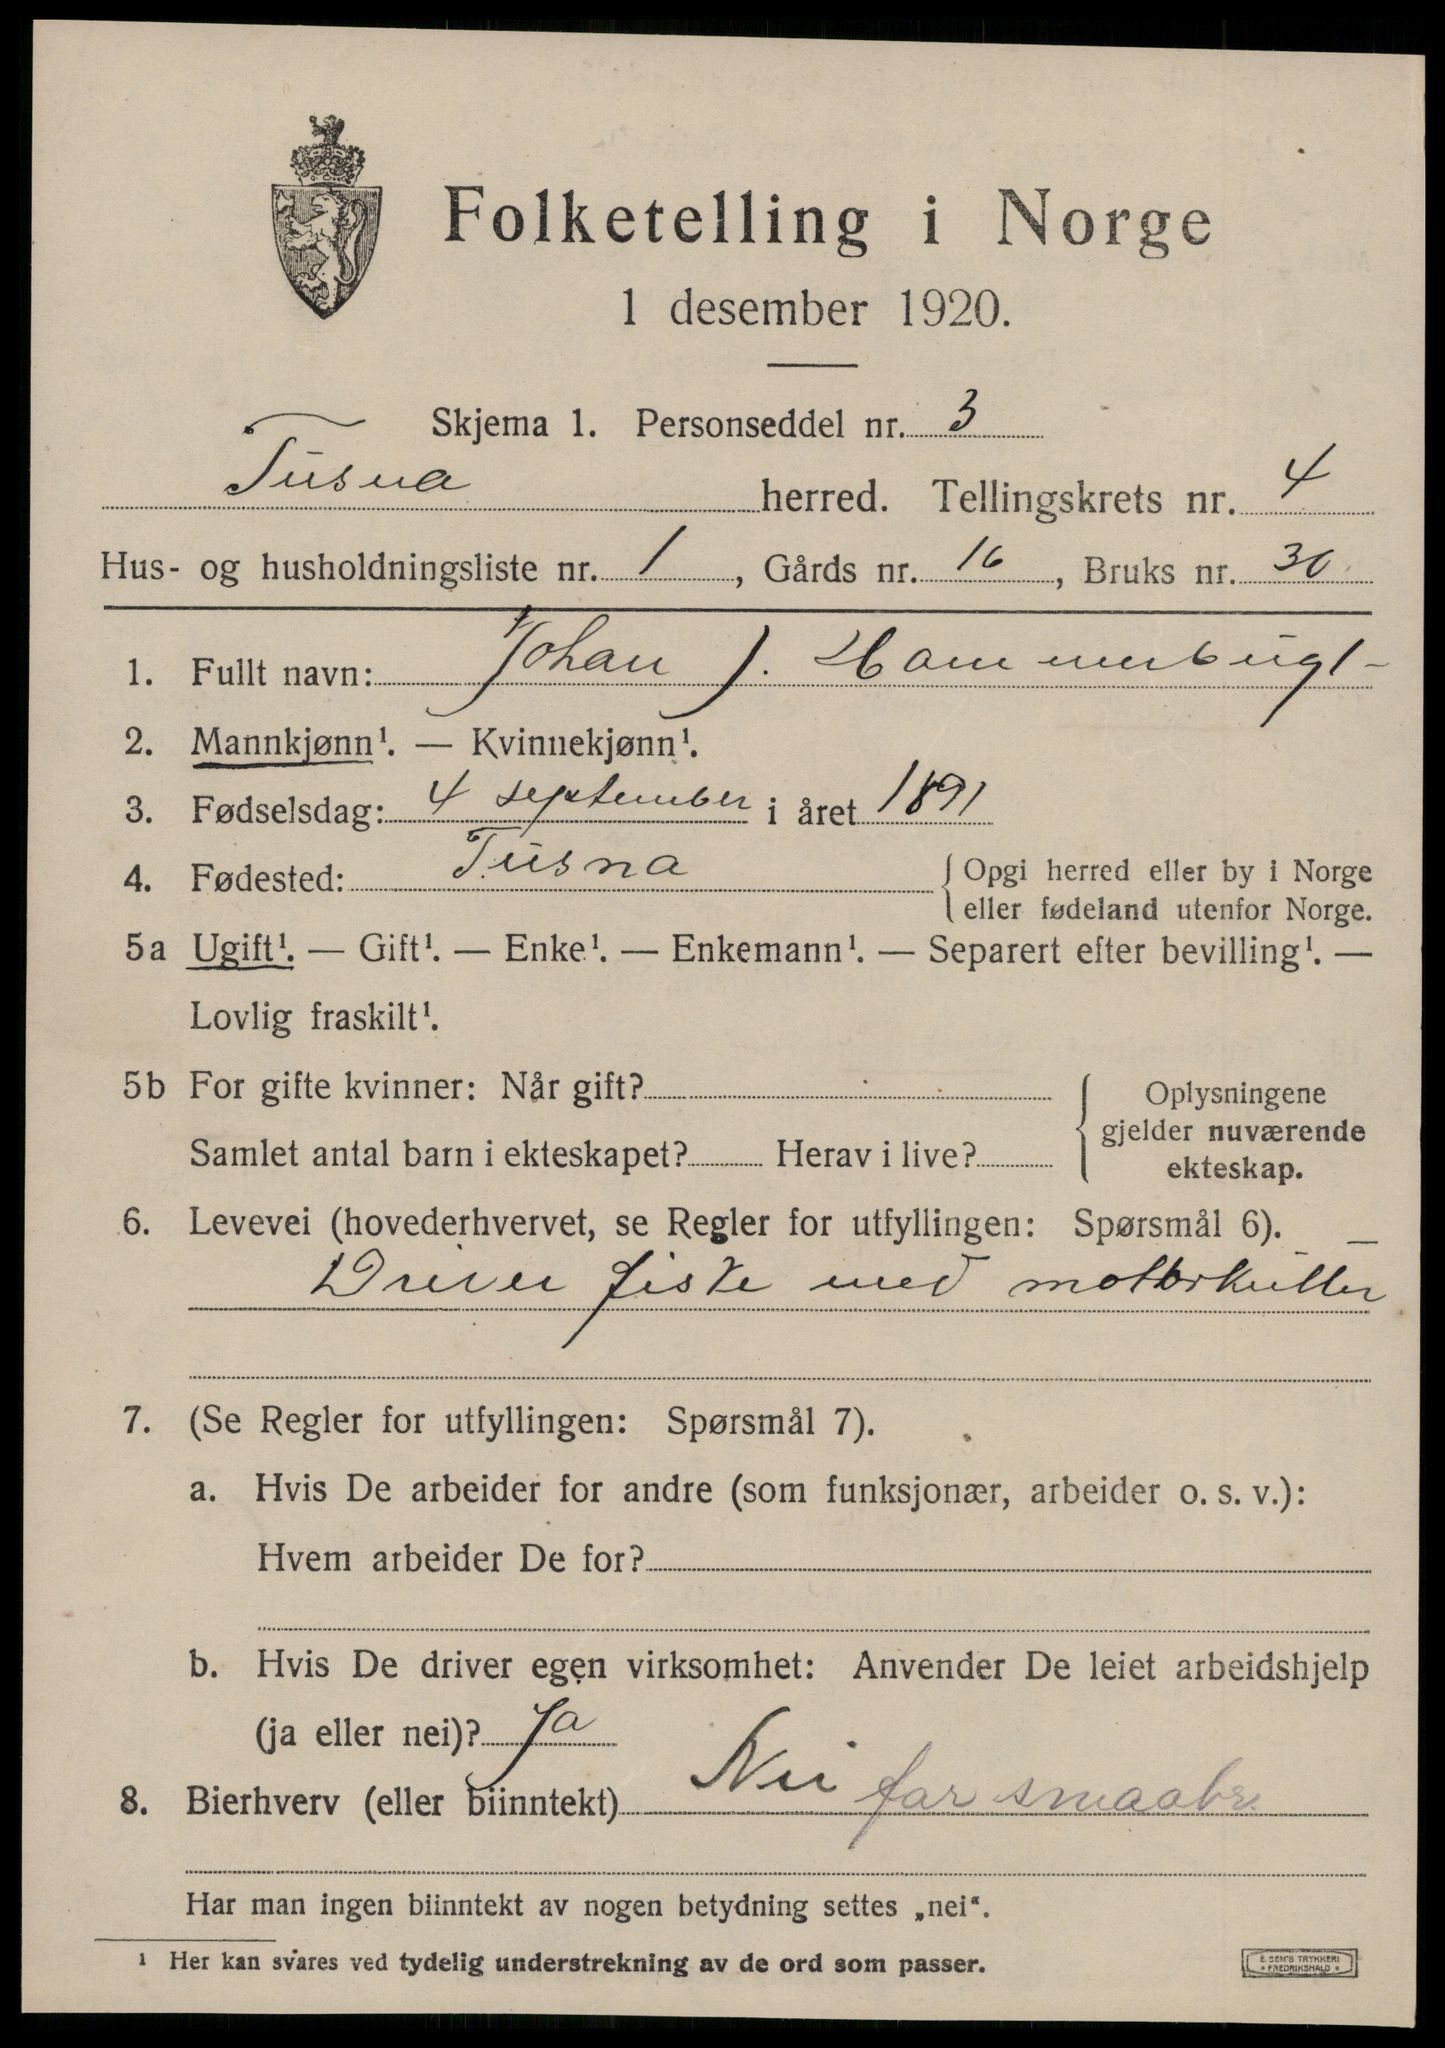 Folketelling i Norge
1 desember 1920.
Skjema 1. Personseddel nr. 3
Tusna herred. Tellingskrets nr. 4
Hus- og husholdningsliste nr. 1, Gårds nr. 16, Bruks nr. 30
1. Fullt navn: Johan J. Hammerbugt
2. Mannkjønn¹. — Kvinnekjønn¹.
3. Fødselsdag: 4 september i året 1891
4. Fødested: Tusna { Opgi herred eller by i Norge
eller fødeland utenfor Norge.
5a Ugift¹. — Gift¹. — Enke¹. — Enkemann¹. — Separert efter bevilling¹. —
Lovlig fraskilt¹.
5b For gifte kvinner: Når gift?
Samlet antal barn i ekteskapet? Herav i live?
{ Oplysningene
gjelder nuværende
ekteskap.
6. Levevei (hovederhvervet, se Regler for utfyllingen: Spørsmål 6).
Driver fiske med motorkutter
7. (Se Regler for utfyllingen: Spørsmål 7).
a. Hvis De arbeider for andre (som funksjonær, arbeider o. s. v.):
Hvem arbeider De for?
b. Hvis De driver egen virksomhet: Anvender De leiet arbeidshjelp
(ja eller nei)? Ja
8. Bierhverv (eller biinntekt) Nei far smaabr.
Har man ingen biinntekt av nogen betydning settes „nei“.
¹ Her kan svares ved tydelig understrekning av de ord som passer.
E. SEM'S TRYKKERI
* FREDRIKSHALD *